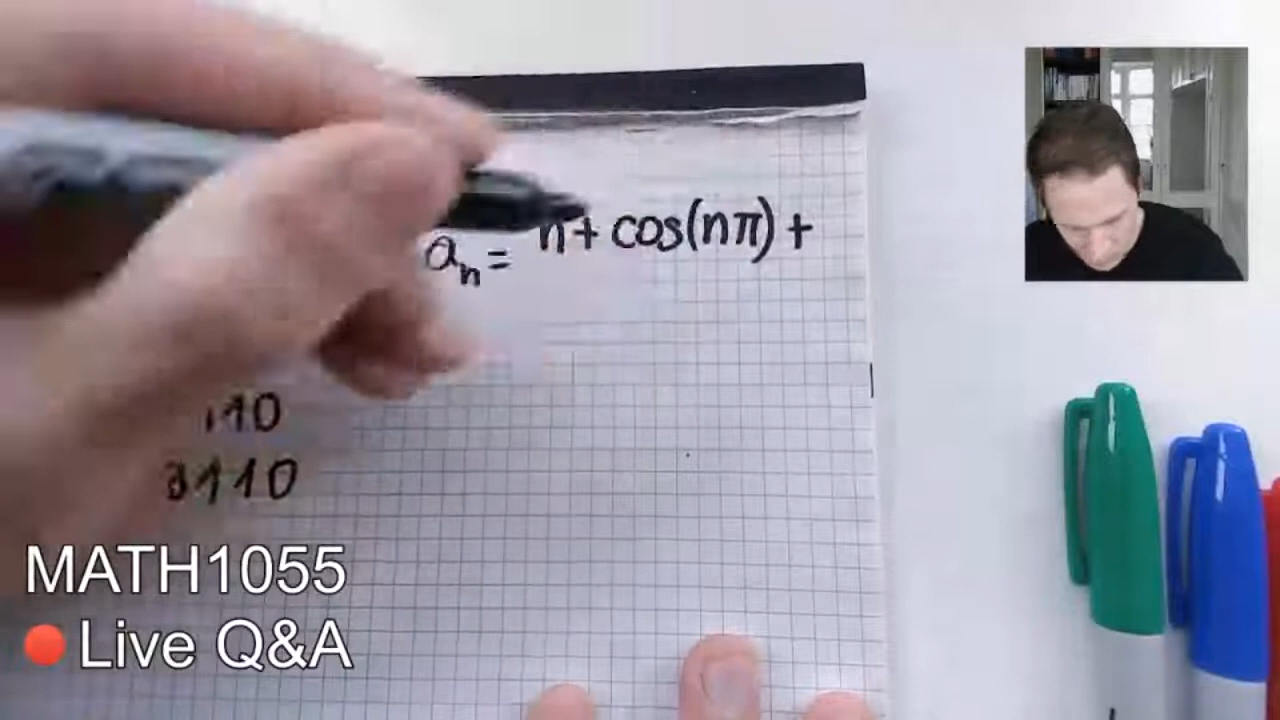 aₙ = n + cos(nπ) +
110
3110
MATH1055
Live Q&A